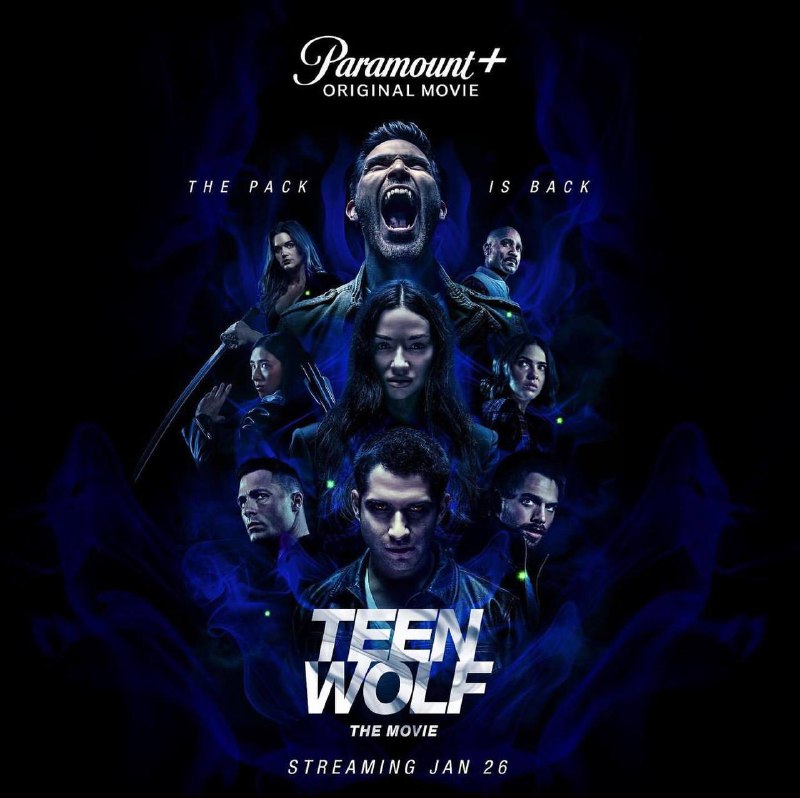 Paramount+
ORIGINAL MOVIE
THE PACK IS BACK
TEEN
WOLF
THE MOVIE
STREAMING JAN 26